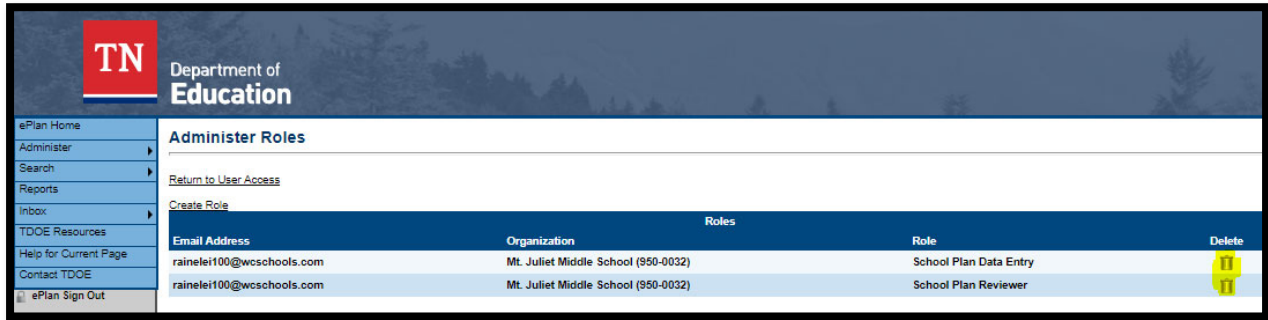 TN
Department of
Education
ePlan Home
Administer
Search
Reports
Inbox
TDOE Resources
Help for Current Page
Contact TDOE
ePlan Sign Out
Administer Roles
Return to User Access
Create Role
Roles
Email Address Organization Role Delete
rainelei100@wcschools.com Mt. Juliet Middle School (950-0032) School Plan Data Entry
rainelei100@wcschools.com Mt. Juliet Middle School (950-0032) School Plan Reviewer